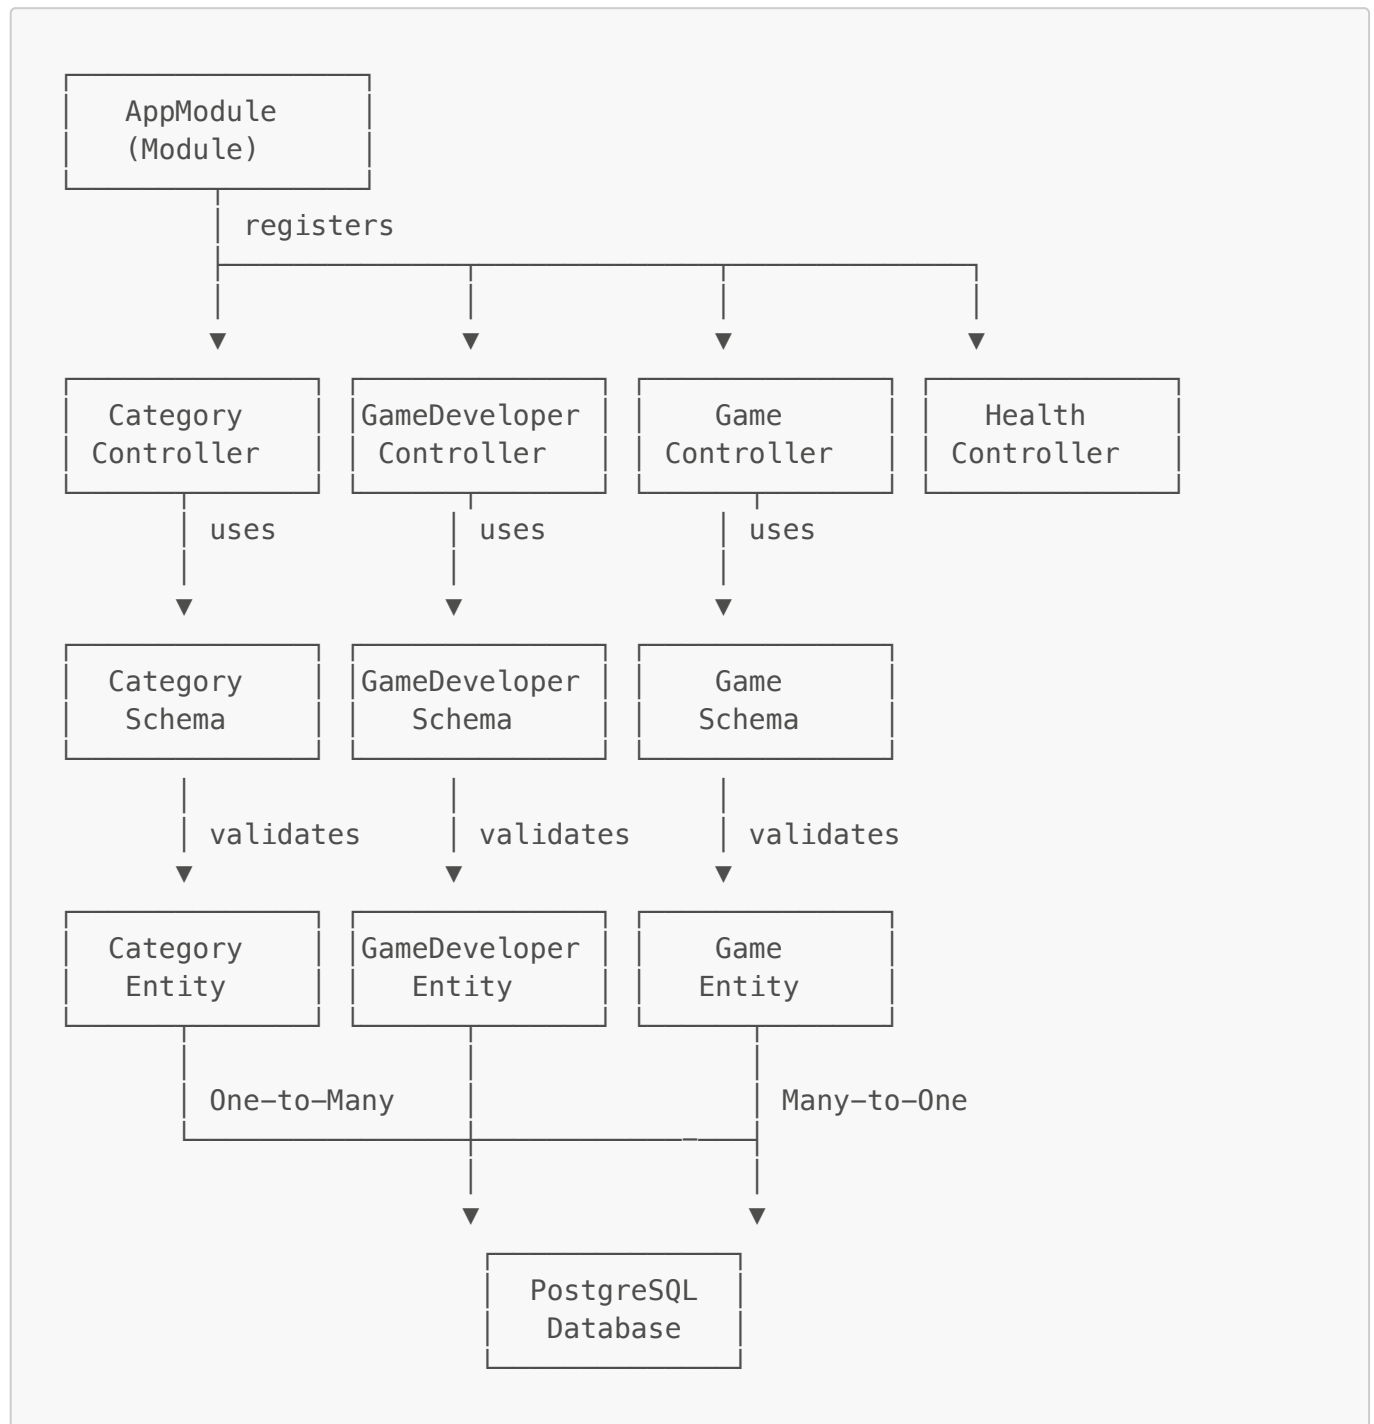 AppModule
(Module)
registers
Category GameDeveloper Game Health
Controller Controller Controller Controller
uses uses uses
Category GameDeveloper Game
Schema Schema Schema
validates validates validates
Category GameDeveloper Game
Entity Entity Entity
One-to-Many Many-to-One
PostgreSQL
Database